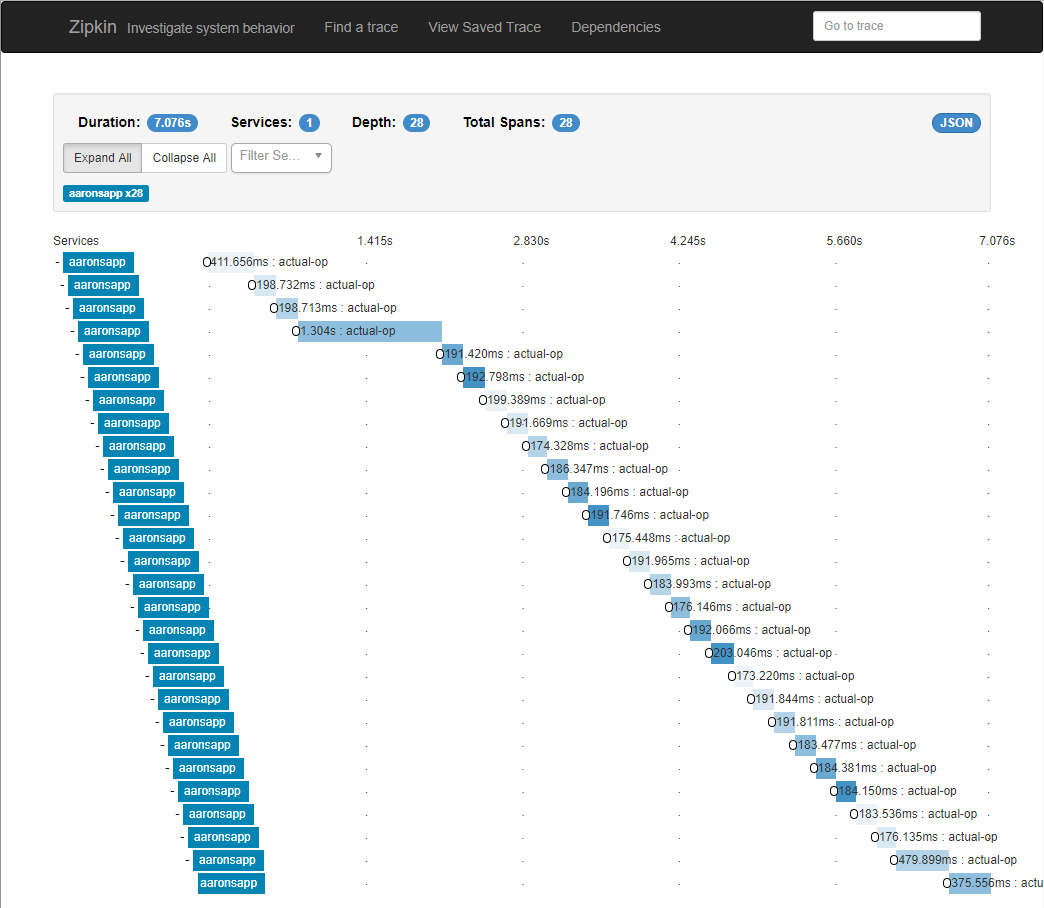 Zipkin Investigate system behavior Find a trace View Saved Trace Dependencies Go to trace
Duration: 7.076s Services: 1 Depth: 28 Total Spans: 28 JSON
Expand All Collapse All Filter Se...
aaronsapp x28
Services 1.415s 2.830s 4.245s 5.660s 7.076s
- aaronsapp 411.656ms : actual-op
- aaronsapp 198.732ms : actual-op
- aaronsapp 198.713ms : actual-op
- aaronsapp 1.304s : actual-op
- aaronsapp 191.420ms : actual-op
- aaronsapp 192.798ms : actual-op
- aaronsapp 199.389ms : actual-op
- aaronsapp 191.669ms : actual-op
- aaronsapp 174.328ms : actual-op
- aaronsapp 186.347ms : actual-op
- aaronsapp 184.196ms : actual-op
- aaronsapp 191.746ms : actual-op
- aaronsapp 175.448ms : actual-op
- aaronsapp 191.965ms : actual-op
- aaronsapp 183.993ms : actual-op
- aaronsapp 176.146ms : actual-op
- aaronsapp 192.066ms : actual-op
- aaronsapp 203.046ms : actual-op
- aaronsapp 173.220ms : actual-op
- aaronsapp 191.844ms : actual-op
- aaronsapp 191.811ms : actual-op
- aaronsapp 183.477ms : actual-op
- aaronsapp 184.381ms : actual-op
- aaronsapp 184.150ms : actual-op
- aaronsapp 183.536ms : actual-op
- aaronsapp 176.135ms : actual-op
- aaronsapp 479.899ms : actual-op
aaronsapp 375.556ms : actu